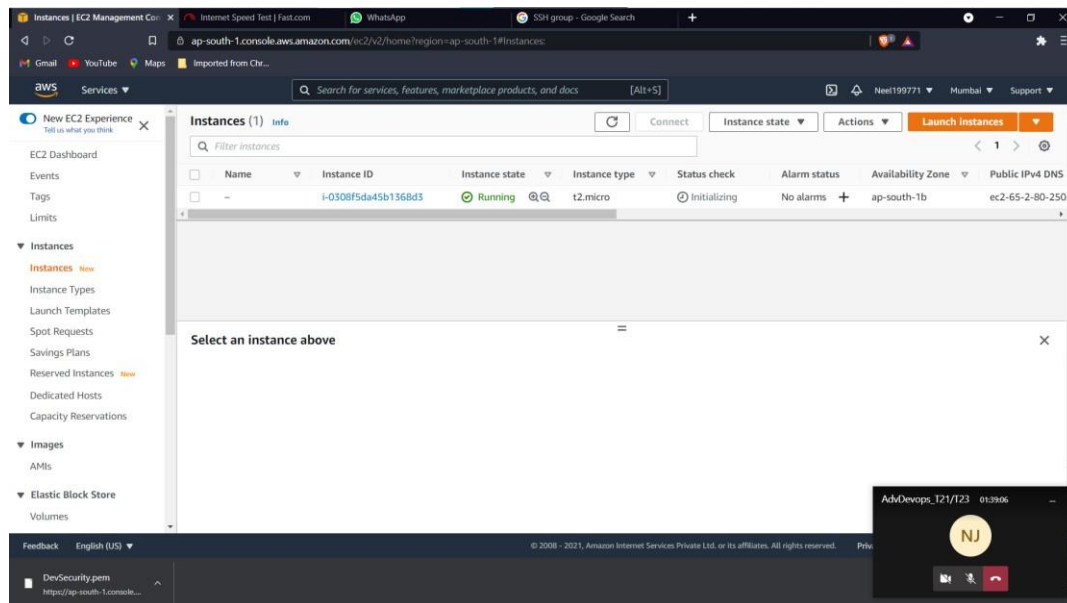 Instances | EC2 Management Con
Internet Speed Test | Fast.com
WhatsApp
SSH group - Google Search
ap-south-1.console.aws.amazon.com/ec2/v2/home?region=ap-south-1#Instances:
Gmail YouTube Maps Imported from Chr...
aws Services ▼ Search for services, features, marketplace products, and docs [Alt+S] Neel199771 ▼ Mumbai ▼ Support ▼
New EC2 Experience
Tell us what you think
EC2 Dashboard
Events
Tags
Limits
▼ Instances
Instances New
Instance Types
Launch Templates
Spot Requests
Savings Plans
Reserved Instances New
Dedicated Hosts
Capacity Reservations
▼ Images
AMIs
▼ Elastic Block Store
Volumes
Instances (1) Info Connect Instance state ▼ Actions ▼ Launch instances ▼
Filter instances < 1 >
Name Instance ID Instance state Instance type Status check Alarm status Availability Zone Public IPv4 DNS
– i-0308f5da45b1368d3 Running t2.micro Initializing No alarms + ap-south-1b ec2-65-2-80-250
Select an instance above
AdvDevops_T21/T23 01:39:06
NJ
Feedback English (US) ▼ © 2008 - 2021, Amazon Internet Services Private Ltd. or its affiliates. All rights reserved. Priv
DevSecurity.pem
https://ap-south-1.console....